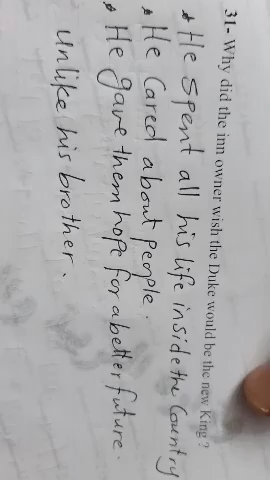 31- Why did the inn owner wish the Duke would be the new King?
* He spent all his life inside the Country
* He Cared about people.
* He gave them hope for a better future.
unlike his brother.